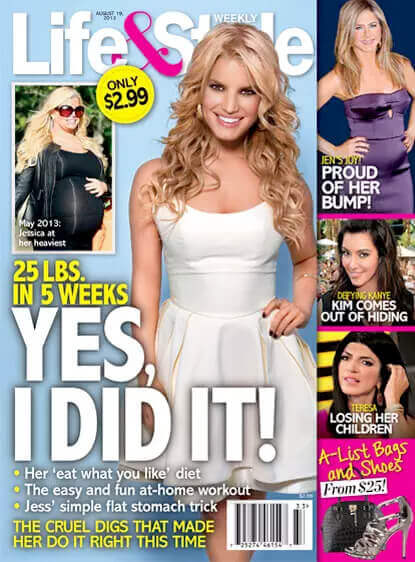 AUGUST 19,
2013
WEEKLY
Life&Style
ONLY
$2.99
May 2013:
Jessica at
her heaviest
25 LBS.
IN 5 WEEKS
YES,
I DID IT!
• Her 'eat what you like' diet
• The easy and fun at-home workout
• Jess' simple flat stomach trick
THE CRUEL DIGS THAT MADE
HER DO IT RIGHT THIS TIME
JEN'S JOY!
PROUD
OF HER
BUMP!
DEFYING KANYE
KIM COMES
OUT OF HIDING
TERESA
LOSING HER
CHILDREN
A-List Bags
and Shoes
From $25!
$2.99
33>